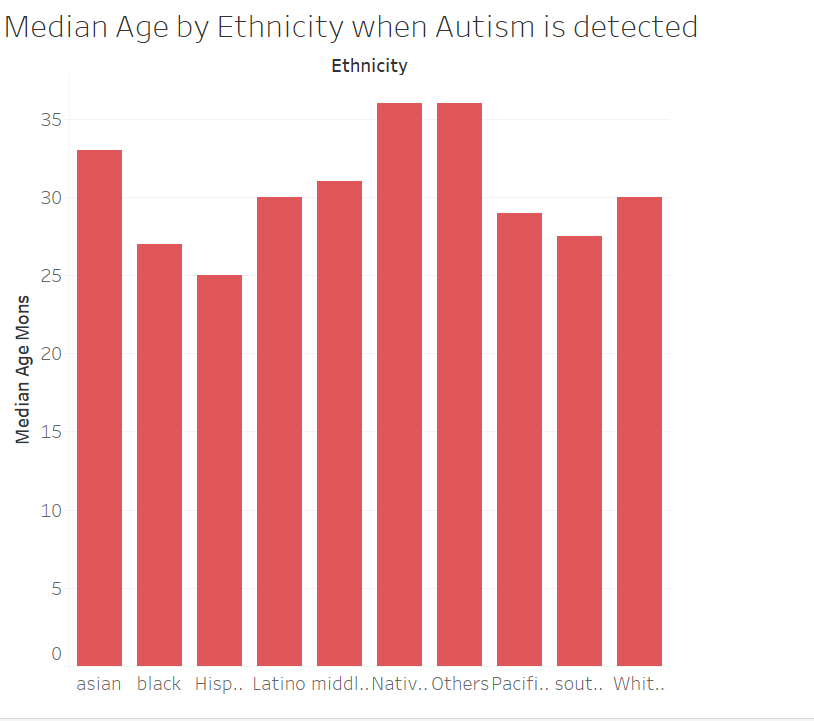 Median Age by Ethnicity when Autism is detected
Ethnicity
Median Age Mons
35
30
25
20
15
10
5
0
asian black Hisp.. Latino middl.. Nativ.. Others Pacifi.. sout.. Whit..